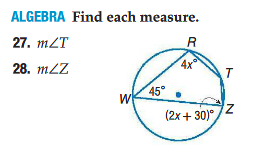 ALGEBRA Find each measure.
27. m∠T
28. m∠Z
R
4x°
T
45°
W
(2x + 30)°
Z